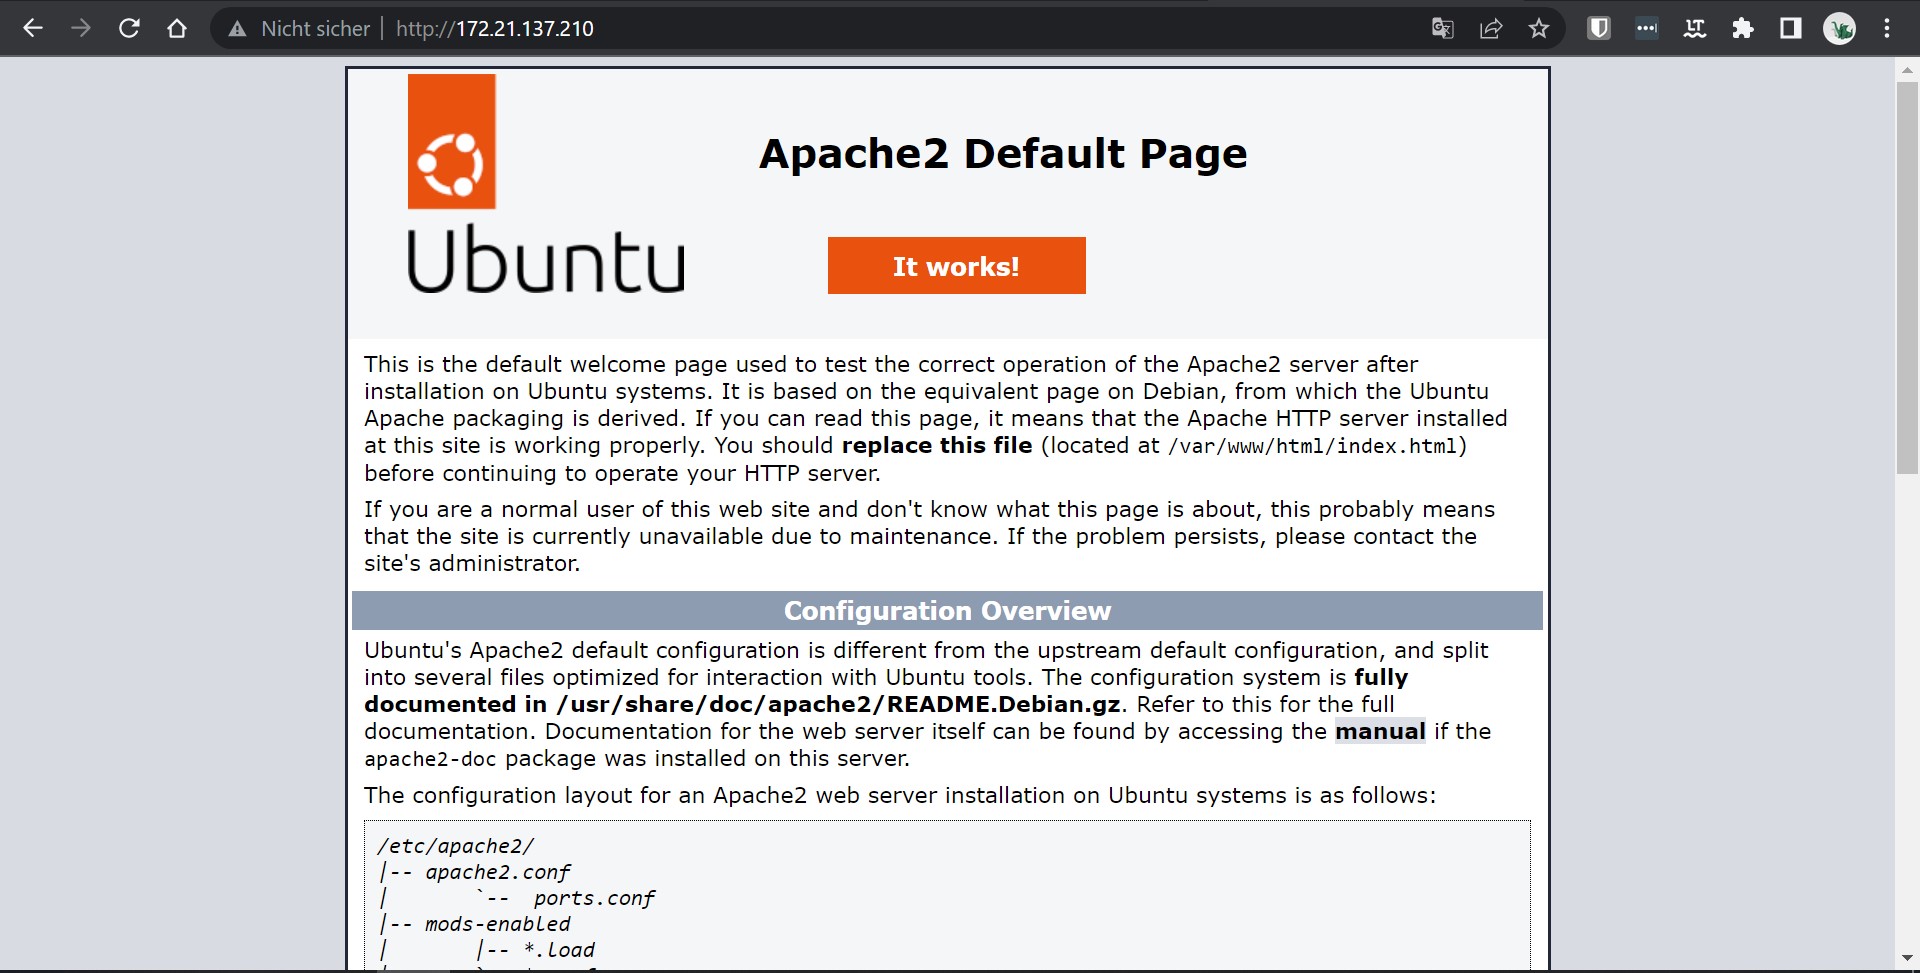 Nicht sicher | http://172.21.137.210
Apache2 Default Page
Ubuntu
It works!
This is the default welcome page used to test the correct operation of the Apache2 server after
installation on Ubuntu systems. It is based on the equivalent page on Debian, from which the Ubuntu
Apache packaging is derived. If you can read this page, it means that the Apache HTTP server installed
at this site is working properly. You should replace this file (located at /var/www/html/index.html)
before continuing to operate your HTTP server.
If you are a normal user of this web site and don't know what this page is about, this probably means
that the site is currently unavailable due to maintenance. If the problem persists, please contact the
site's administrator.
Configuration Overview
Ubuntu's Apache2 default configuration is different from the upstream default configuration, and split
into several files optimized for interaction with Ubuntu tools. The configuration system is fully
documented in /usr/share/doc/apache2/README.Debian.gz. Refer to this for the full
documentation. Documentation for the web server itself can be found by accessing the manual if the
apache2-doc package was installed on this server.
The configuration layout for an Apache2 web server installation on Ubuntu systems is as follows:
/etc/apache2/
|-- apache2.conf
|       `--  ports.conf
|-- mods-enabled
|       |-- *.load